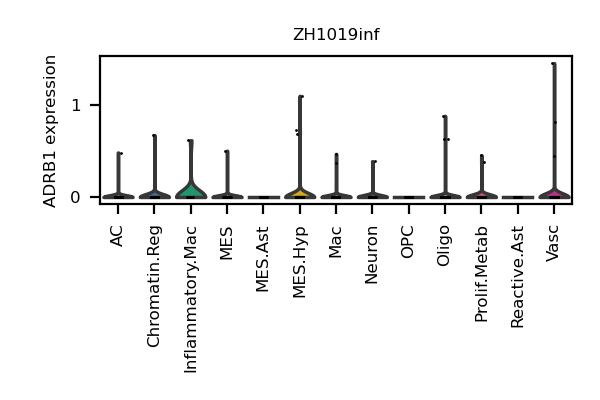 ZH1019inf
ADRB1 expression
1
0
AC
Chromatin.Reg
Inflammatory.Mac
MES
MES.Ast
MES.Hyp
Mac
Neuron
OPC
Oligo
Prolif.Metab
Reactive.Ast
Vasc